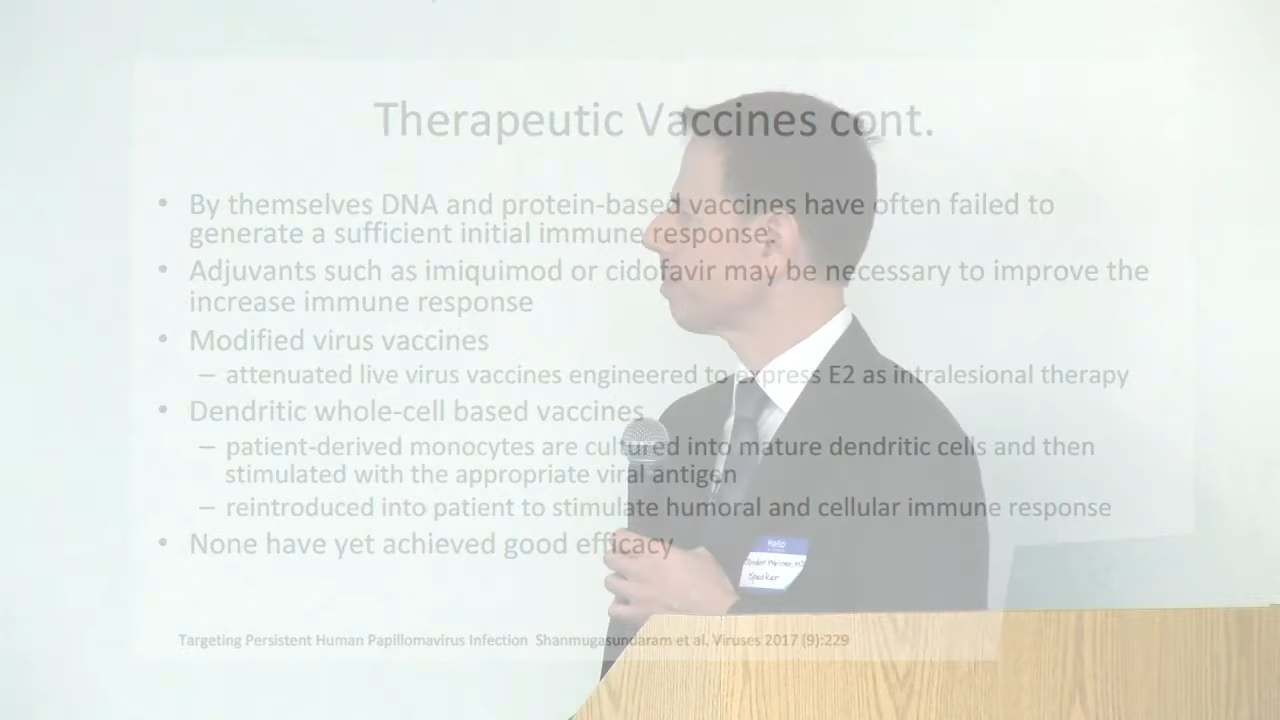 Therapeutic Vaccines cont.
• By themselves DNA and protein-based vaccines have often failed to
generate a sufficient initial immune response
• Adjuvants such as imiquimod or cidofavir may be necessary to improve the
increase immune response
• Modified virus vaccines
– attenuated live virus vaccines engineered to express E2 as intralesional therapy
• Dendritic whole-cell based vaccines
– patient-derived monocytes are cultured into mature dendritic cells and then
stimulated with the appropriate viral antigen
– reintroduced into patient to stimulate humoral and cellular immune response
• None have yet achieved good efficacy
Hello
Speaker
Targeting Persistent Human Papillomavirus Infection Shanmugasundaram et al, Viruses 2017 (9):229